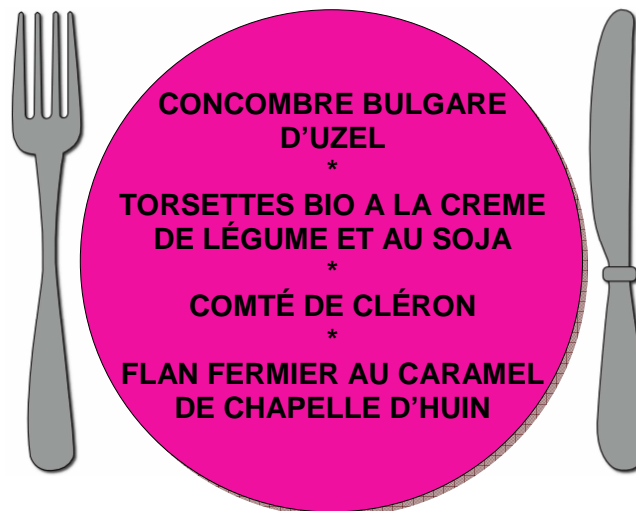 CONCOMBRE BULGARE
D'UZEL
*
TORSETTES BIO A LA CREME
DE LÉGUME ET AU SOJA
*
COMTÉ DE CLÉRON
*
FLAN FERMIER AU CARAMEL
DE CHAPELLE D'HUIN